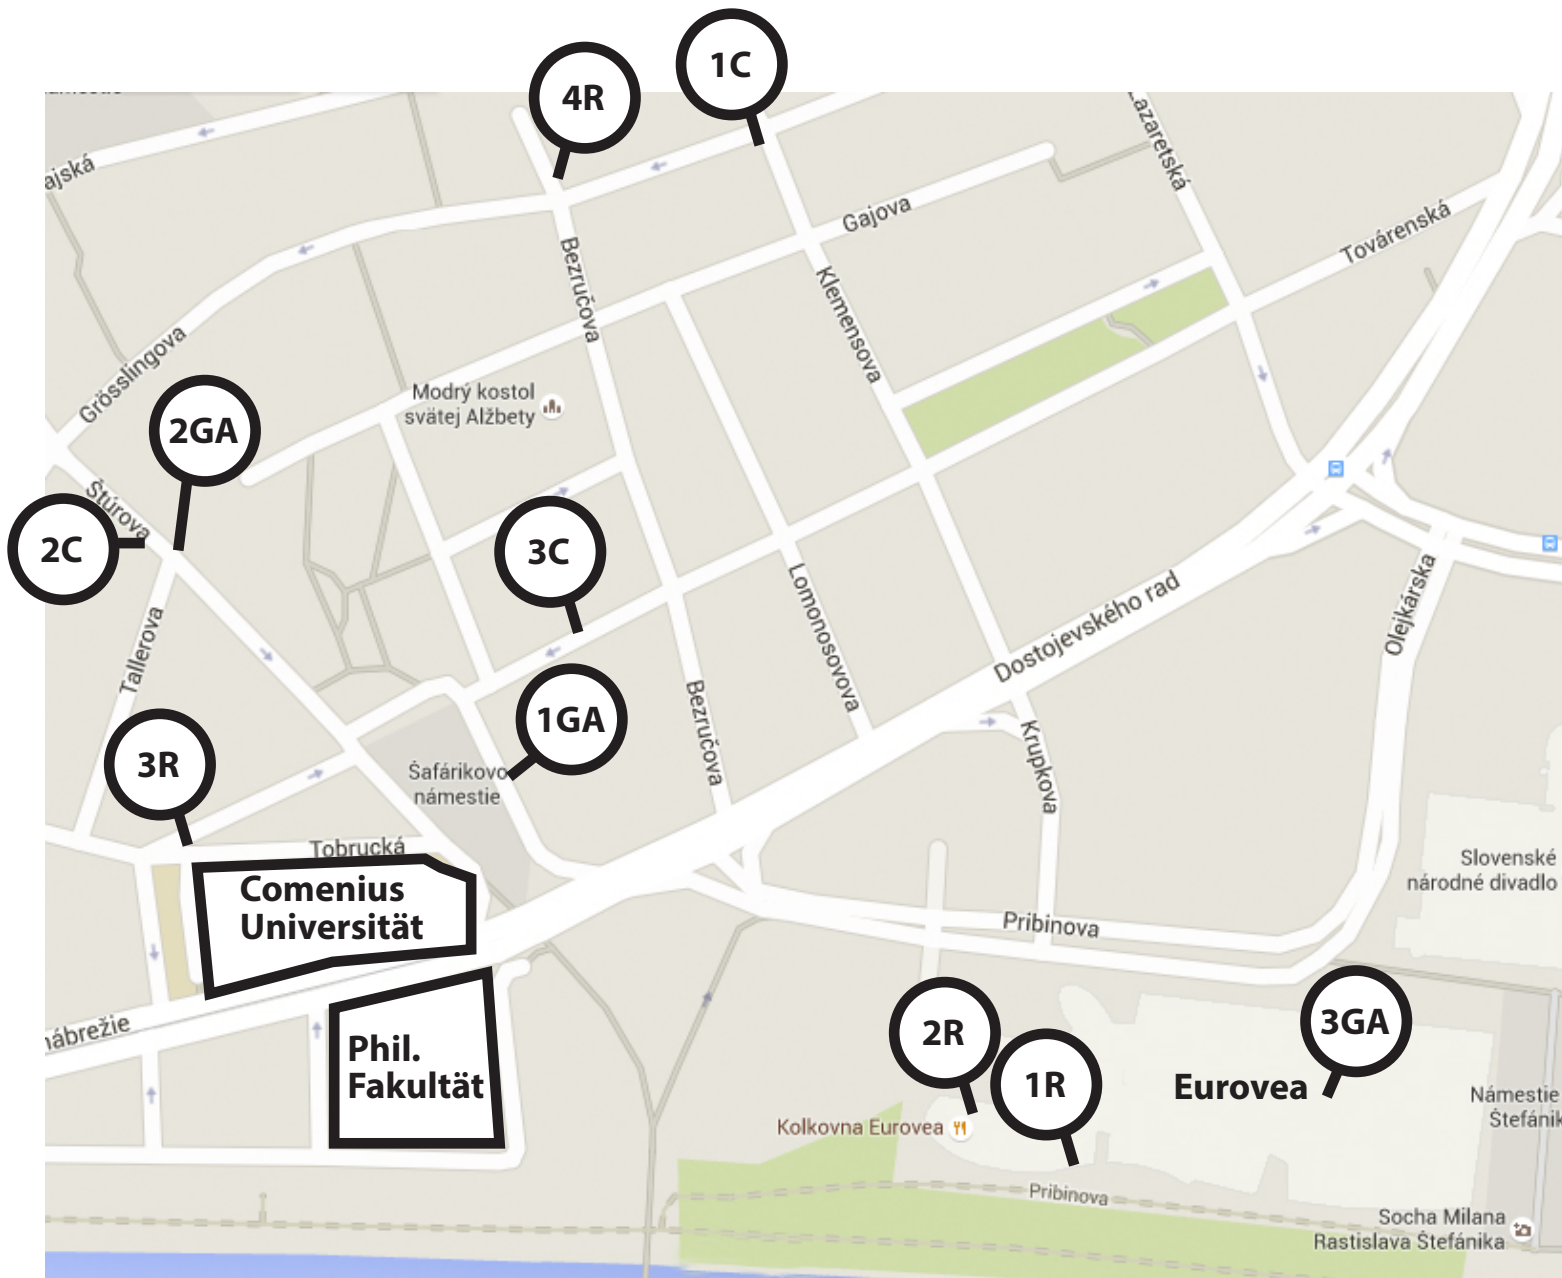 1C
4R
ajská
Lazaretská
Gajova
Továrenská
Bezručova
Klemensova
Grösslingova
Modrý kostol
svätej Alžbety
2GA
Štúrova
2C
3C
Lomonosovova
Dostojevského rad
Olejkárska
Tallerova
Bezručova
1GA
3R
Šafárikovo
námestie
Krupkova
Tobrucká
Slovenské
národné divadlo
Comenius
Universität
Pribinova
nábrežie
2R
3GA
Phil.
Fakultät
1R
Eurovea
Námestie
Štefánik
Kolkovna Eurovea
Pribinova
Socha Milana
Rastislava Štefánika